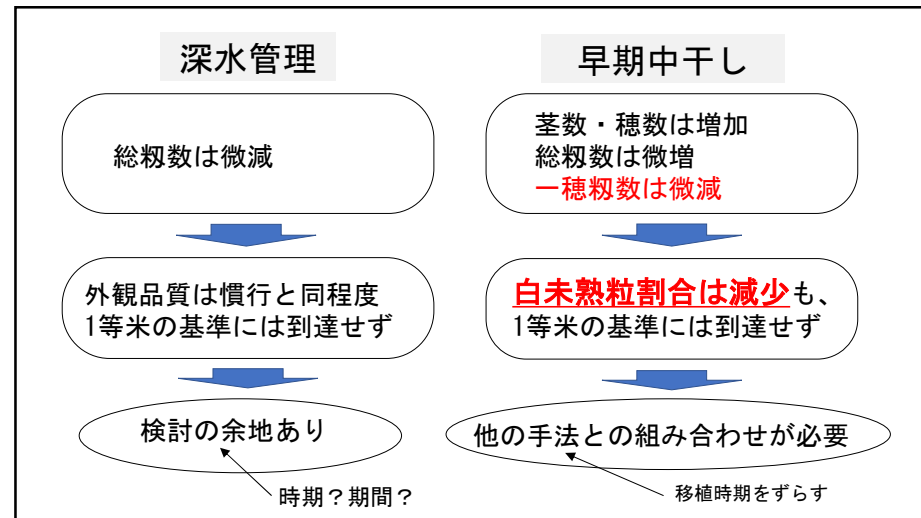 深水管理
総籾数は微減
外観品質は慣行と同程度
1等米の基準には到達せず
検討の余地あり
時期？期間？
早期中干し
茎数・穂数は増加
総籾数は微増
一穂籾数は微減
白未熟粒割合は減少も、
1等米の基準には到達せず
他の手法との組み合わせが必要
移植時期をずらす